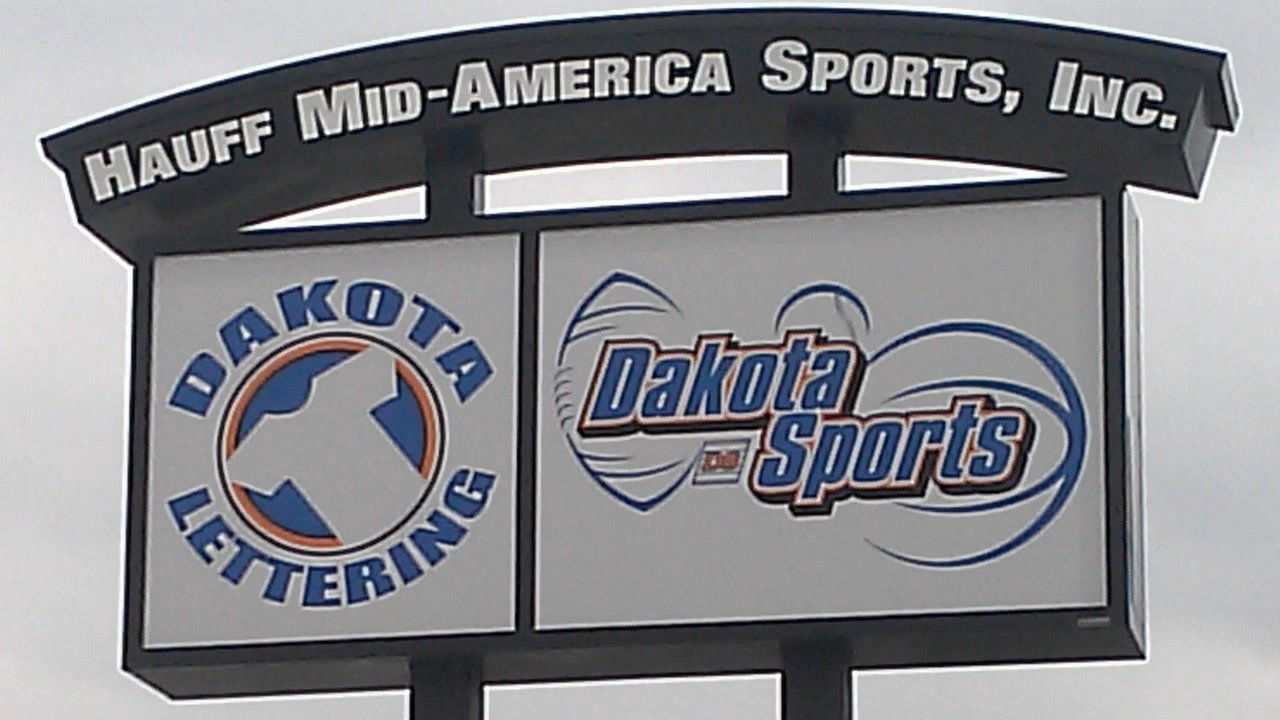 HAUFF MID-AMERICA SPORTS, INC.
DAKOTA
LETTERING
Dakota
Sports